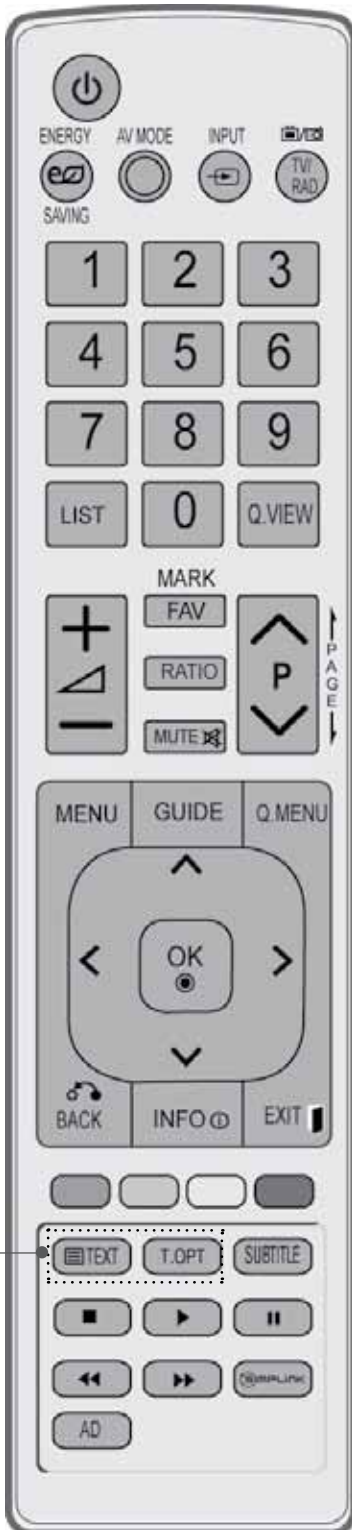 ENERGY AV MODE INPUT
TV/
RAD
SAVING
1 2 3
4 5 6
7 8 9
LIST 0 Q.VIEW
MARK
FAV
RATIO P
MUTE
PAGE
MENU GUIDE Q.MENU
OK
BACK INFO EXIT
TEXT T.OPT SUBTITLE
SIMPLINK
AD